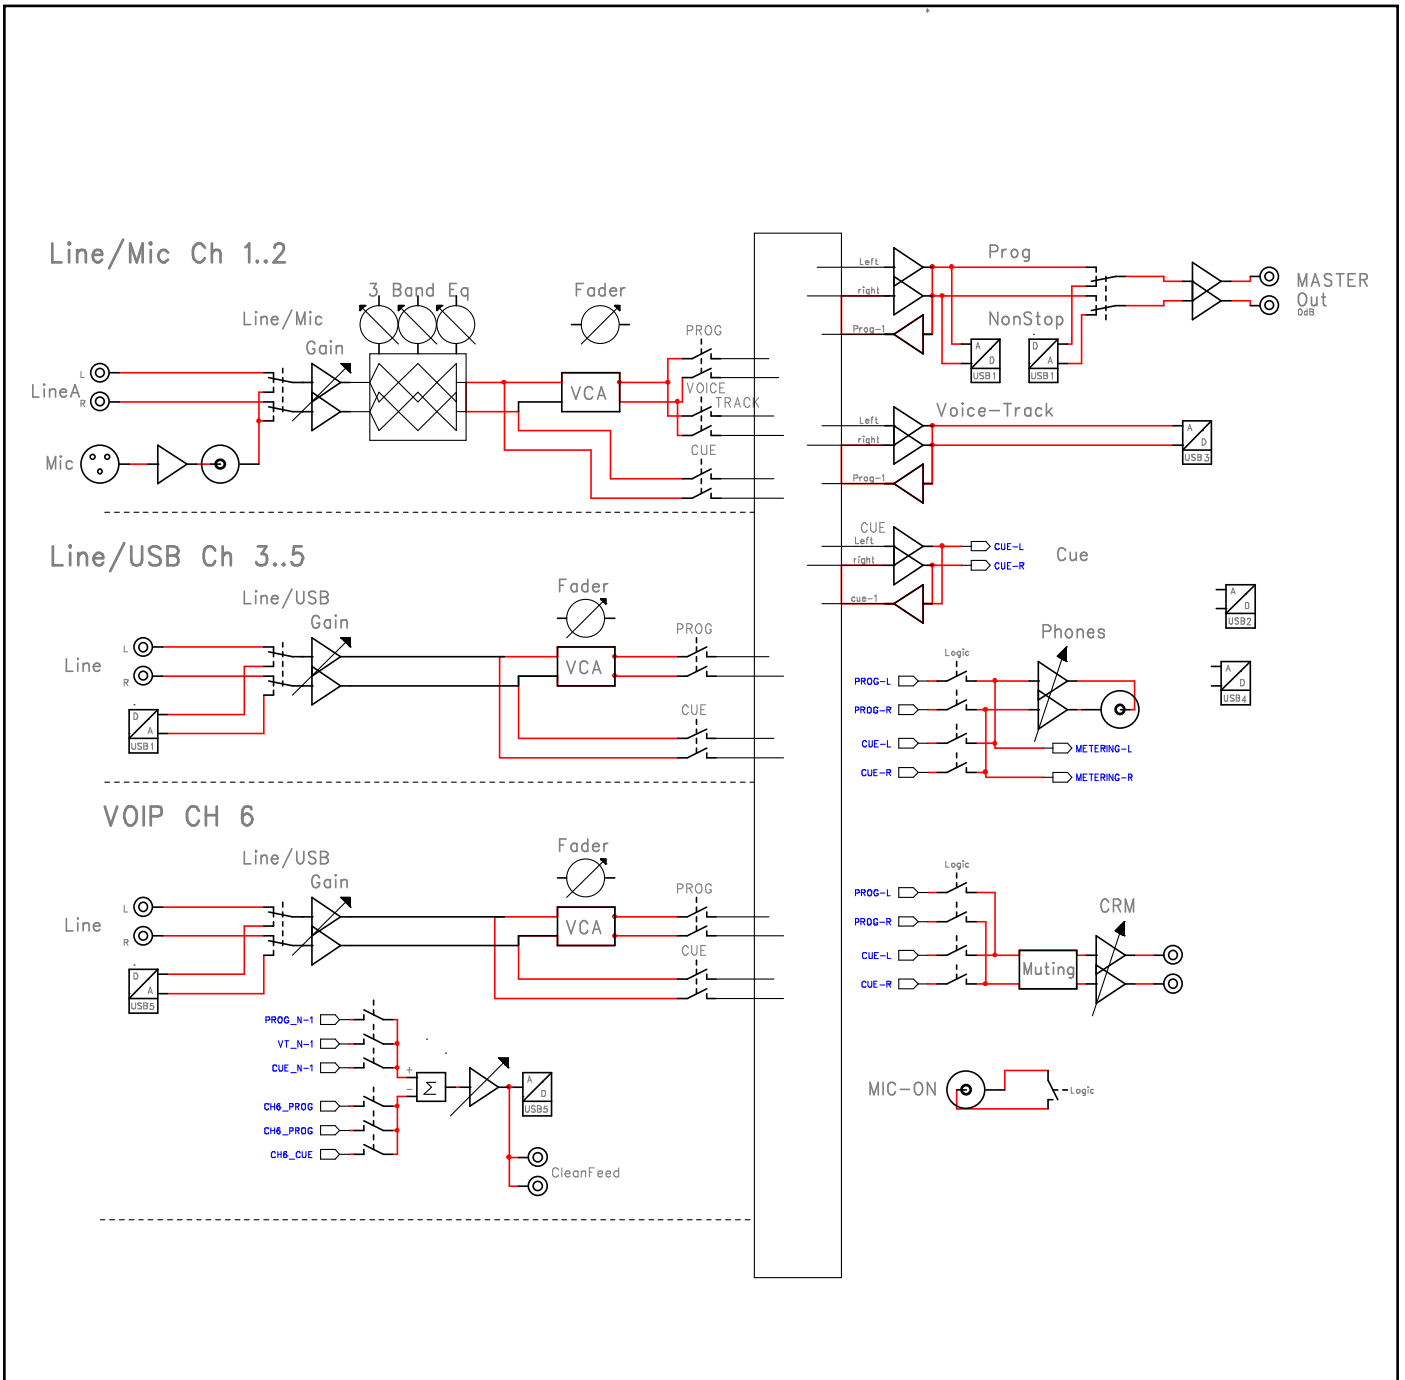 Line/Mic Ch 1..2
3 Band Eq
Fader
Line/Mic
Gain
PROG
LineA
L
R
VCA
VOICE
TRACK
Mic
CUE
Line/USB Ch 3..5
Line/USB
Fader
Gain
PROG
Line
L
R
VCA
CUE
D
A
USB1
VOIP CH 6
Line/USB
Fader
Gain
PROG
Line
L
R
VCA
CUE
D
A
USB5
PROG_N-1
VT_N-1
CUE_N-1
+
-
Σ
A
D
USB5
CH6_PROG
CH6_PROG
CH6_CUE
CleanFeed
Left
right
Prog-1
Prog
NonStop
A
D
USB1
D
A
USB1
MASTER
Out
0dB
Voice-Track
Left
right
Prog-1
A
D
USB3
CUE
Left
right
cue-1
CUE-L
CUE-R
Cue
A
D
USB2
Phones
Logic
PROG-L
PROG-R
CUE-L
CUE-R
METERING-L
METERING-R
A
D
USB4
Logic
PROG-L
PROG-R
CUE-L
CUE-R
Muting
CRM
MIC-ON
Logic